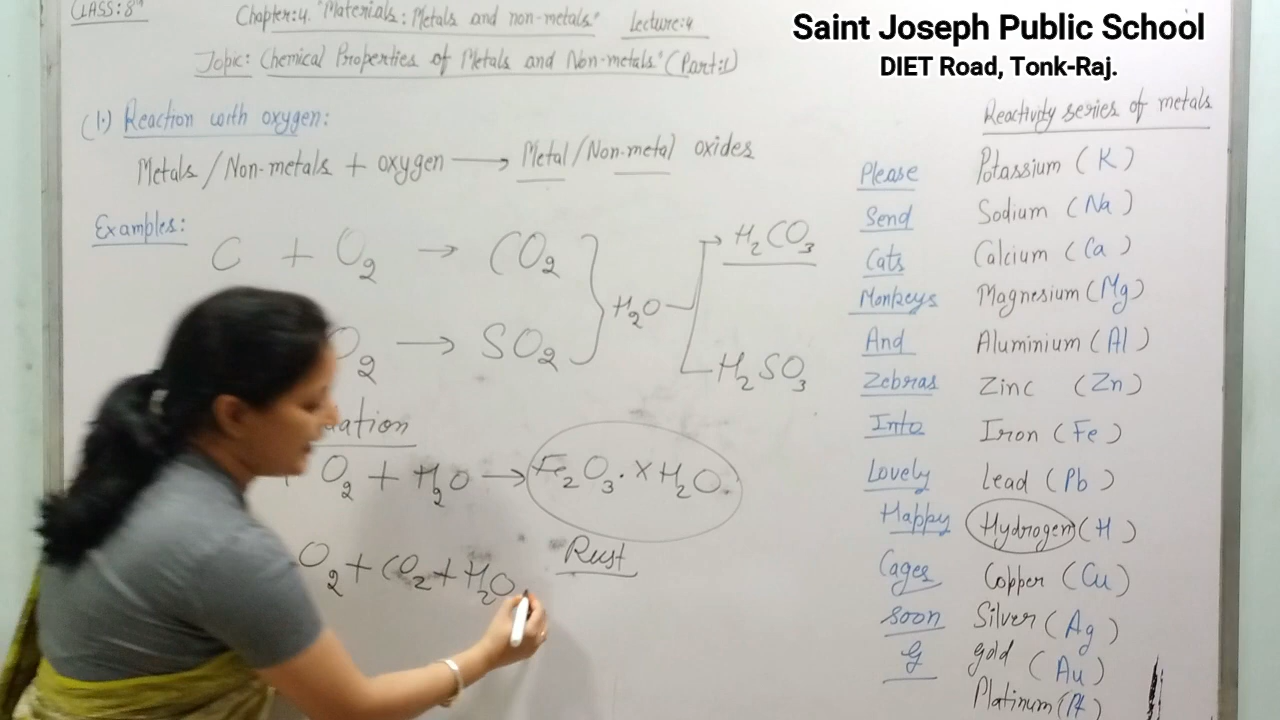 CLASS: 8th
Chapter: 4. "Materials: Metals and non-metals" Lecture: 4
Topic: Chemical Properties of Metals and Non-metals" (Part: 1)
Saint Joseph Public School
DIET Road, Tonk-Raj.
(1.) Reaction with oxygen:
Metals / Non-metals + oxygen → Metal / Non-metal oxides
Examples:
C + O2 → CO2
O2 → SO2
H2O
H2CO3
H2SO3
ation
O2 + H2O → Fe2O3 . x H2O.
Rust
O2 + CO2 + H2O
Reactivity series of metals
Please Potassium (K)
Send Sodium (Na)
Cats Calcium (Ca)
Monkeys Magnesium (Mg)
And Aluminium (Al)
Zebras Zinc (Zn)
Into Iron (Fe)
Lovely Lead (Pb)
Happy Hydrogen (H)
Cages Copper (Cu)
soon Silver (Ag)
G gold (Au)
Platinum (Pt)